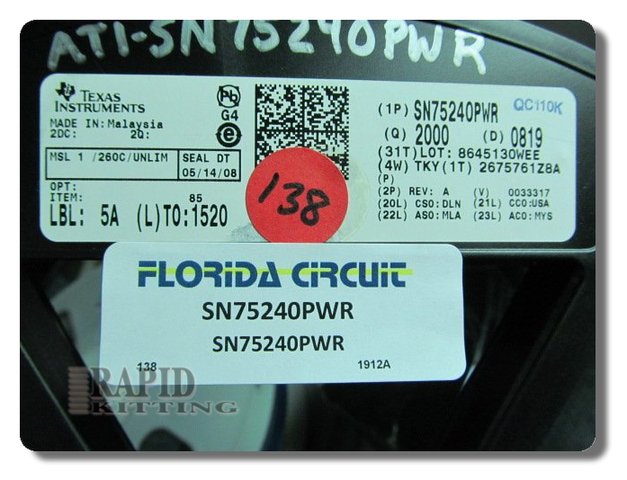 ATI-SN75240PWR
TEXAS
INSTRUMENTS
MADE IN: Malaysia
2DC: 2Q:
MSL 1 /260C/UNLIM
SEAL DT
05/14/08
OPT:
ITEM: 85
LBL: 5A (L)TO:1520
Pb
G4
e
138
(1P) SN75240PWR QC110K
(Q) 2000 (D) 0819
(31T)LOT: 8645130WEE
(4W) TKY(1T) 2675761Z8A
(P)
(2P) REV: A (V) 0033317
(20L) CSO:DLN (21L) CCO:USA
(22L) ASO:MLA (23L) ACO:MYS
FLORIDA CIRCUIT
SN75240PWR
SN75240PWR
138 1912A
RAPID
KITTING